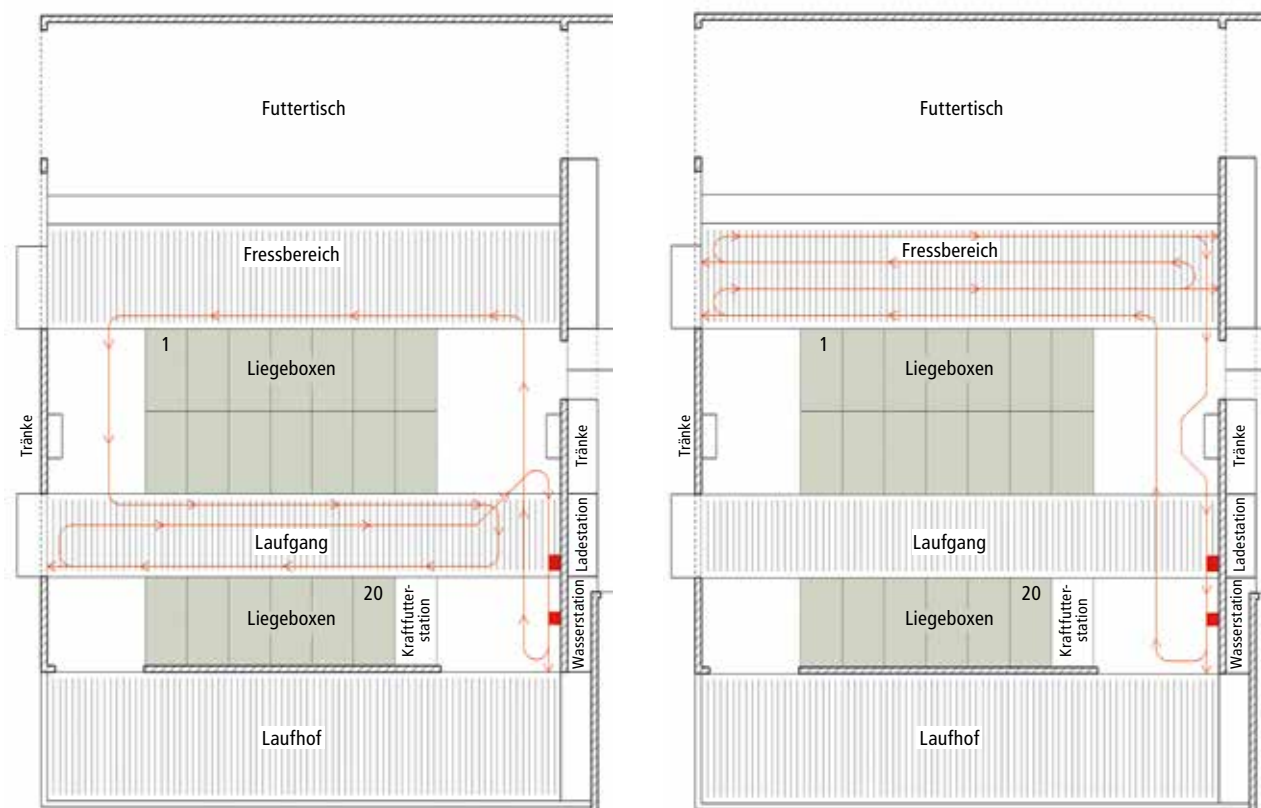 Futtertisch
Fressbereich
1
Liegeboxen
Tränke
Tränke
Laufgang
Ladestation
20
Liegeboxen
Kraftfutter-
station
Wasserstation
Laufhof
Futtertisch
Fressbereich
1
Liegeboxen
Tränke
Laufgang
Ladestation
20
Liegeboxen
Kraftfutter-
station
Wasserstation
Laufhof